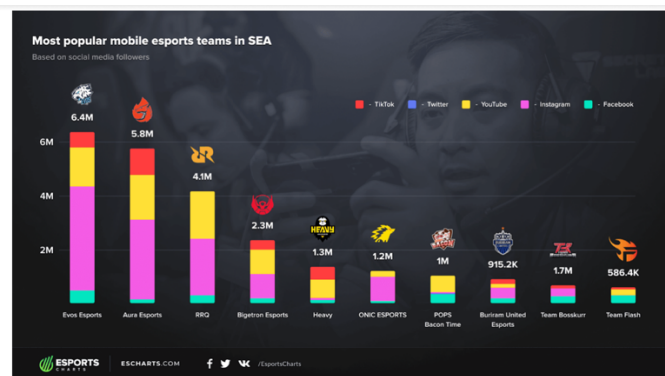 Most popular mobile esports teams in SEA
Based on social media followers
- TikTok - Twitter - YouTube - Instagram - Facebook
6.4M
5.8M
4.1M
2.3M
HEAVY
1.3M
1.2M
1M
915.2K
1.7M
586.4K
6M
4M
2M
Evos Esports
Aura Esports
RRQ
Bigetron Esports
Heavy
ONIC ESPORTS
POPS
Bacon Time
Buriram United
Esports
Team Bosskurr
Team Flash
ESPORTS
CHARTS
ESCHARTS.COM
/EsportsCharts